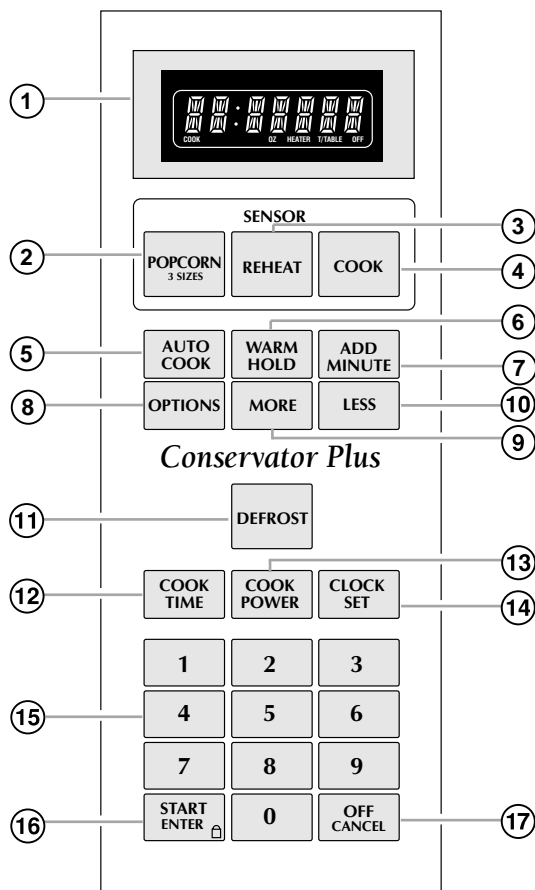 1
88:88888
COOK OZ HEATER T/TABLE OFF
SENSOR
3
2
POPCORN
3 SIZES
REHEAT
COOK
4
6
5
AUTO
COOK
WARM
HOLD
ADD
MINUTE
7
8
OPTIONS
MORE
LESS
10
9
Conservator Plus
11
DEFROST
13
12
COOK
TIME
COOK
POWER
CLOCK
SET
14
1 2 3
15
4 5 6
7 8 9
16
START
ENTER
0
OFF
CANCEL
17